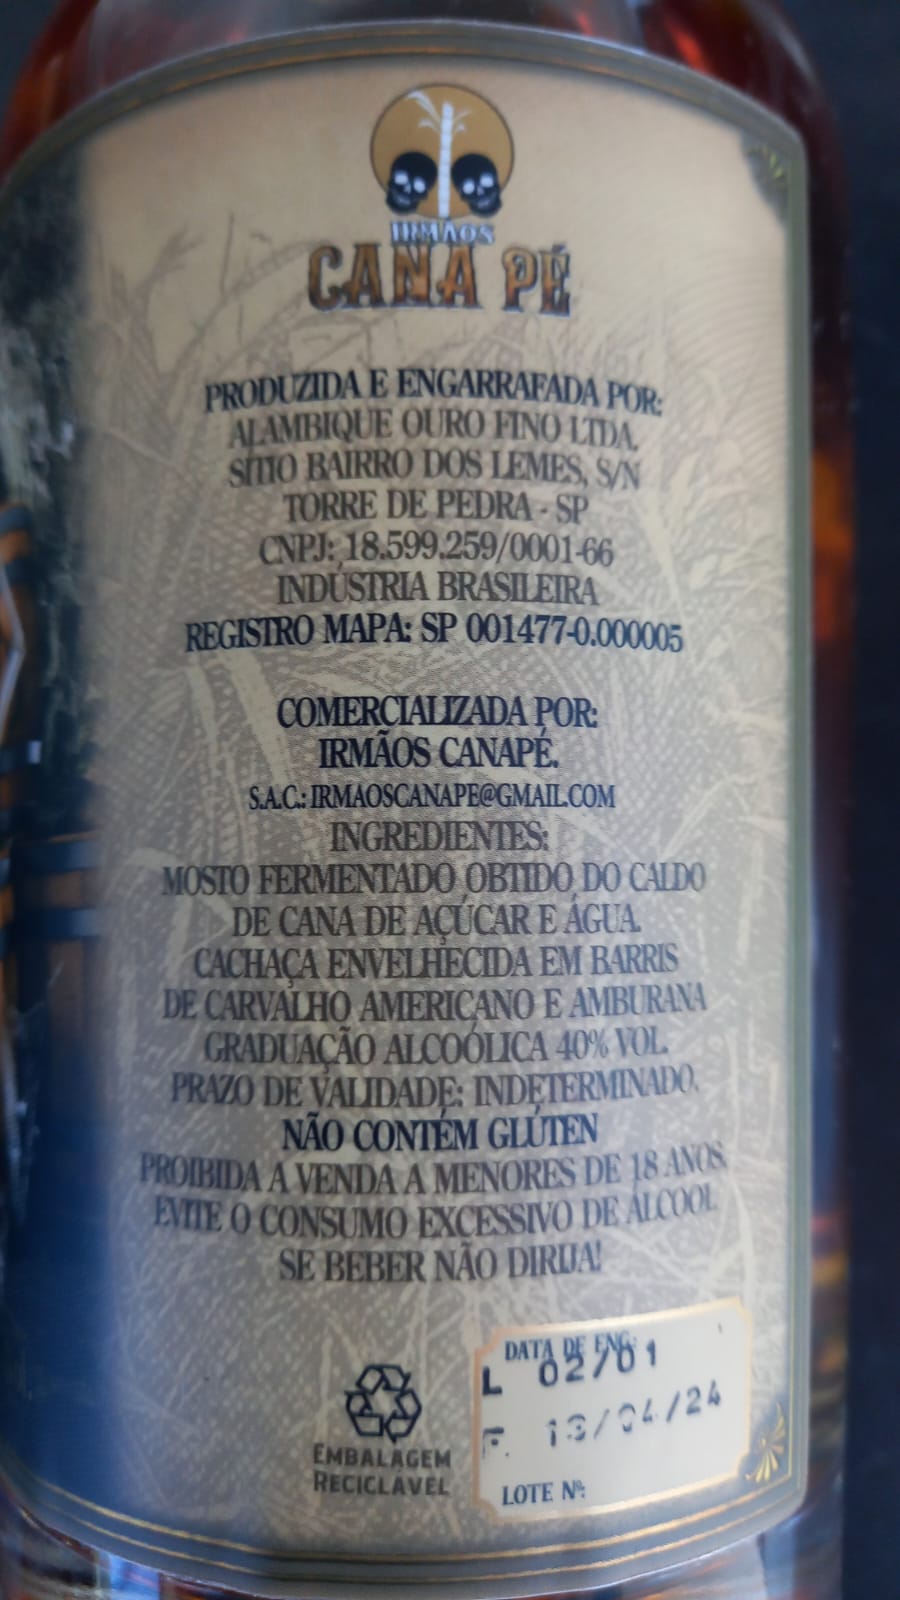 IRMÃOS
CANA PÉ
PRODUZIDA E ENGARRAFADA POR:
ALAMBIQUE OURO FINO LTDA.
SÍTIO BAIRRO DOS LEMES, S/N
TORRE DE PEDRA - SP
CNPJ: 18.599.259/0001-66
INDÚSTRIA BRASILEIRA
REGISTRO MAPA: SP 001477-0.000005
COMERCIALIZADA POR:
IRMÃOS CANAPÉ.
S.A.C.: IRMAOSCANAPE@GMAIL.COM
INGREDIENTES:
MOSTO FERMENTADO OBTIDO DO CALDO
DE CANA DE AÇÚCAR E ÁGUA.
CACHAÇA ENVELHECIDA EM BARRIS
DE CARVALHO AMERICANO E AMBURANA
GRADUAÇÃO ALCOÓLICA 40% VOL.
PRAZO DE VALIDADE: INDETERMINADO.
NÃO CONTÉM GLÚTEN
PROIBIDA A VENDA A MENORES DE 18 ANOS.
EVITE O CONSUMO EXCESSIVO DE ÁLCOOL
SE BEBER NÃO DIRIJA!
DATA DE ENG:
L 02/01
F. 13/04/24
LOTE Nº:
EMBALAGEM
RECICLAVEL